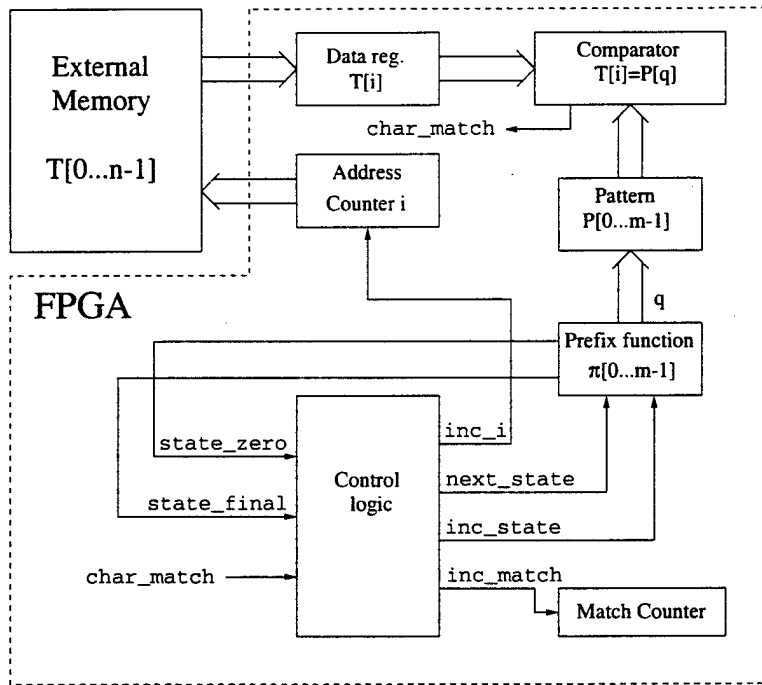 External
Memory
T[0...n-1]
Data reg.
T[i]
Comparator
T[i]=P[q]
char_match
Address
Counter i
Pattern
P[0...m-1]
FPGA
q
Prefix function
π[0...m-1]
state_zero
state_final
char_match
Control
logic
inc_i
next_state
inc_state
inc_match
Match Counter